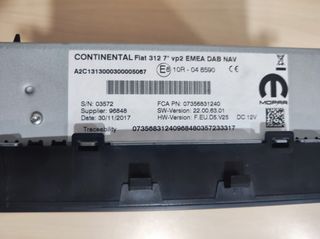 CONTINENTAL Fiat 312 7" vp2 EMEA DAB NAV
A2C1313000300005067
E8 10R - 04 6590
S/N: 03572
FCA PN: 07356831240
Supplier: 96848
SW-Version: 22.00.63.01
Date: 30/11/2017
HW-Version: F.EU.D5.V25
DC 12V
MOPAR
Traceability
07356831240968480357233317